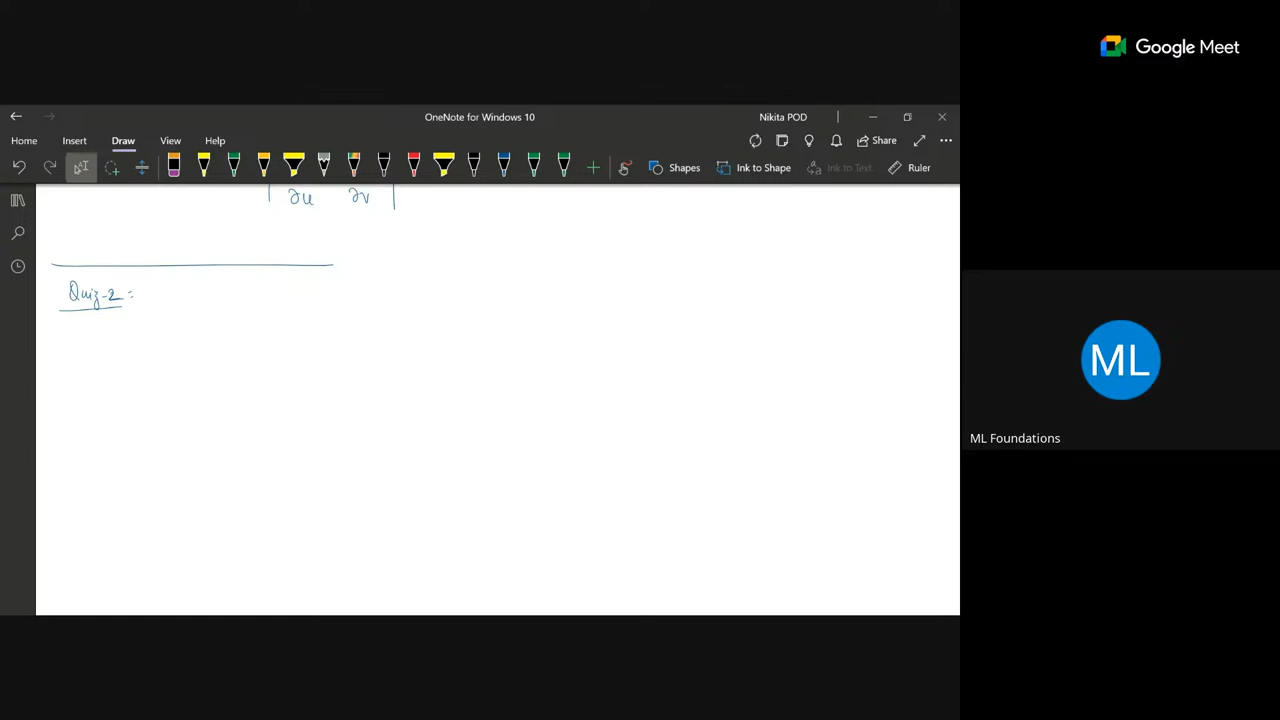 Google Meet
OneNote for Windows 10
Nikita POD
Home Insert Draw View Help
Share
Shapes
Ink to Shape
Ink to Text
Ruler
∂u ∂v
Quiz-2 :
ML
ML Foundations